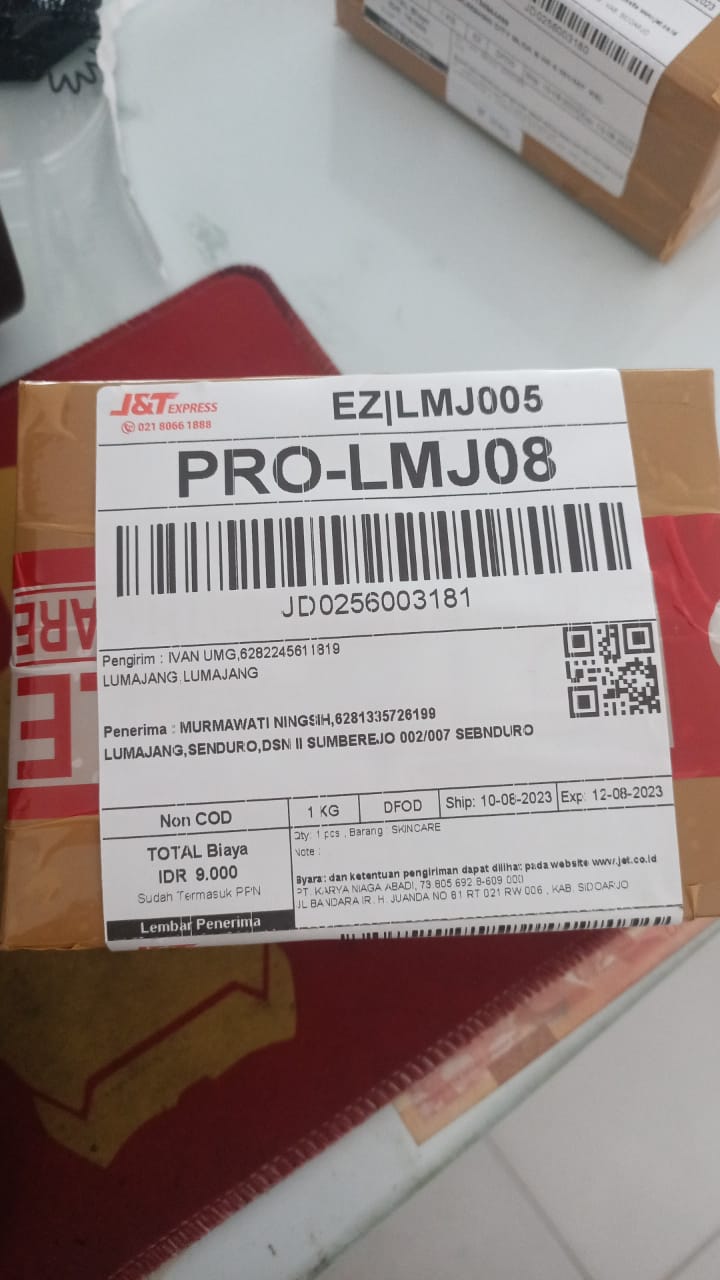 J&T EXPRESS
021 8066 1888
EZ|LMJ005
PRO-LMJ08
JD0256003181
Pengirim : IVAN UMG,6282245611819
LUMAJANG,LUMAJANG
Penerima : MURMAWATI NINGSIH,6281335726199
LUMAJANG,SENDURO,DSN II SUMBEREJO 002/007 SEBNDURO
Non COD
1 KG
DFOD
Ship: 10-08-2023
Exp: 12-08-2023
TOTAL Biaya
IDR 9.000
Sudah Termasuk PPN
Lembar Penerima
Qty: 1 pcs , Barang : SKINCARE
Note :
Syarat dan ketentuan pengiriman dapat dilihat pada website www.jet.co.id
PT. KARYA NIAGA ABADI, 73.805.692.8-609.000
JL BANDARA IR. H. JUANDA NO 81 RT 021 RW 006 , KAB. SIDOARJO
JD0256003180